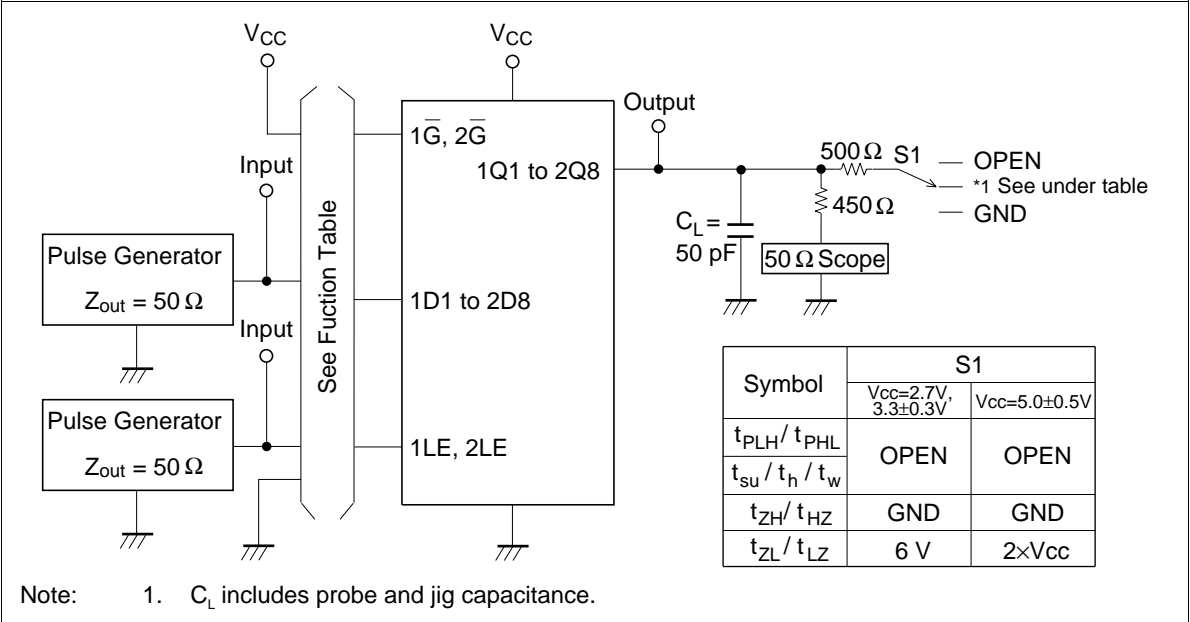 VCC
VCC
Output
1G̅, 2G̅
500 Ω S1
OPEN
Input
1Q1 to 2Q8
*1 See under table
450 Ω
GND
CL =
50 pF
See Fuction Table
Pulse Generator
50 Ω Scope
Zout = 50 Ω
1D1 to 2D8
Input
Symbol
S1
Vcc=2.7V,
3.3±0.3V
Vcc=5.0±0.5V
Pulse Generator
tPLH / tPHL
OPEN
OPEN
1LE, 2LE
Zout = 50 Ω
tsu / th / tw
tZH / tHZ
GND
GND
tZL / tLZ
6 V
2×Vcc
Note: 1. CL includes probe and jig capacitance.